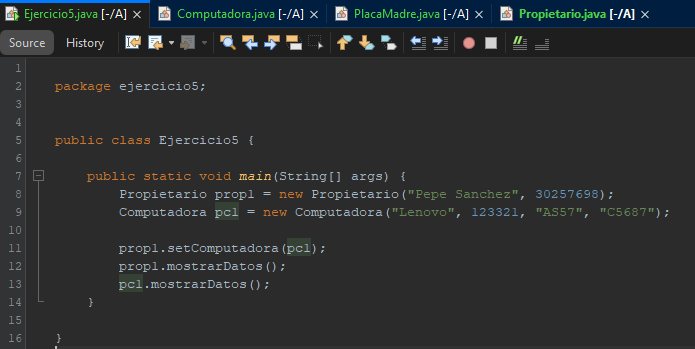 Ejercicio5.java [-/A] × Computadora.java [-/A] × PlacaMadre.java [-/A] × Propietario.java [-/A] ×
Source History
1
2 package ejercicio5;
3
4
5 public class Ejercicio5 {
6
7 public static void main(String[] args) {
8 Propietario prop1 = new Propietario("Pepe Sanchez", 30257698);
9 Computadora pc1 = new Computadora("Lenovo", 123321, "AS57", "C5687");
10
11 prop1.setComputadora(pc1);
12 prop1.mostrarDatos();
13 pc1.mostrarDatos();
14 }
15
16 }